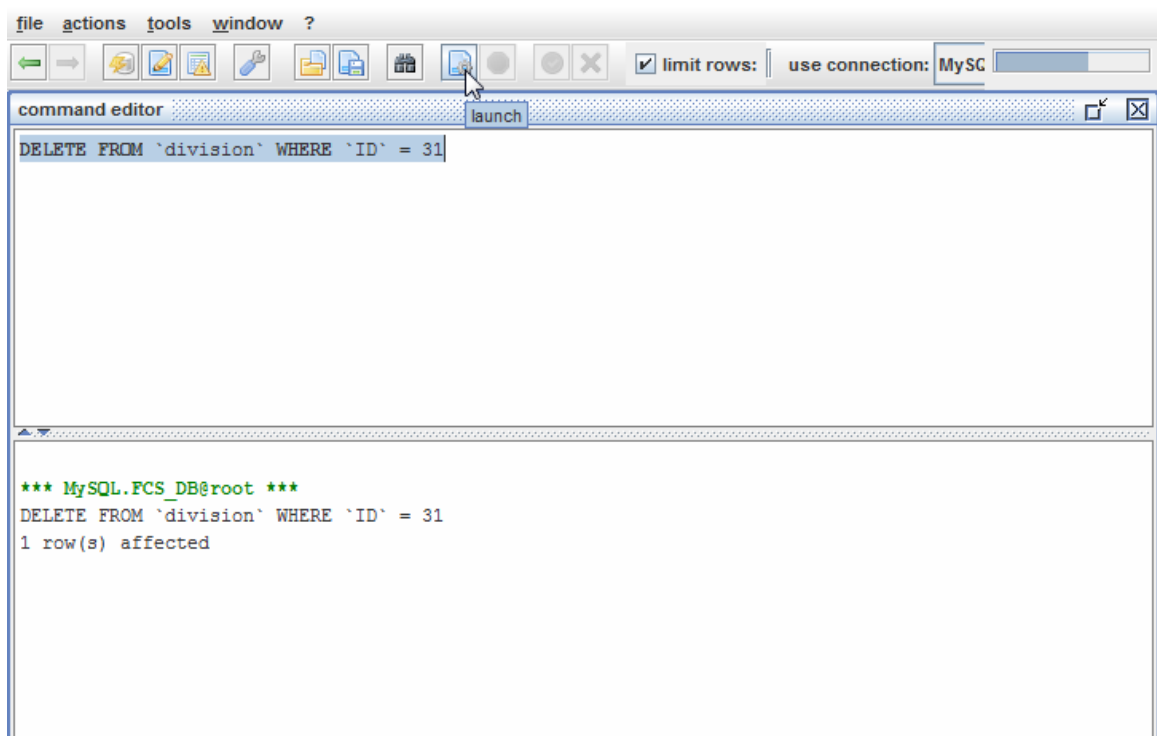 file actions tools window ?
limit rows: use connection: MySQ
command editor
launch
DELETE FROM `division` WHERE `ID` = 31
*** MySQL.FCS_DB@root ***
DELETE FROM `division` WHERE `ID` = 31
1 row(s) affected